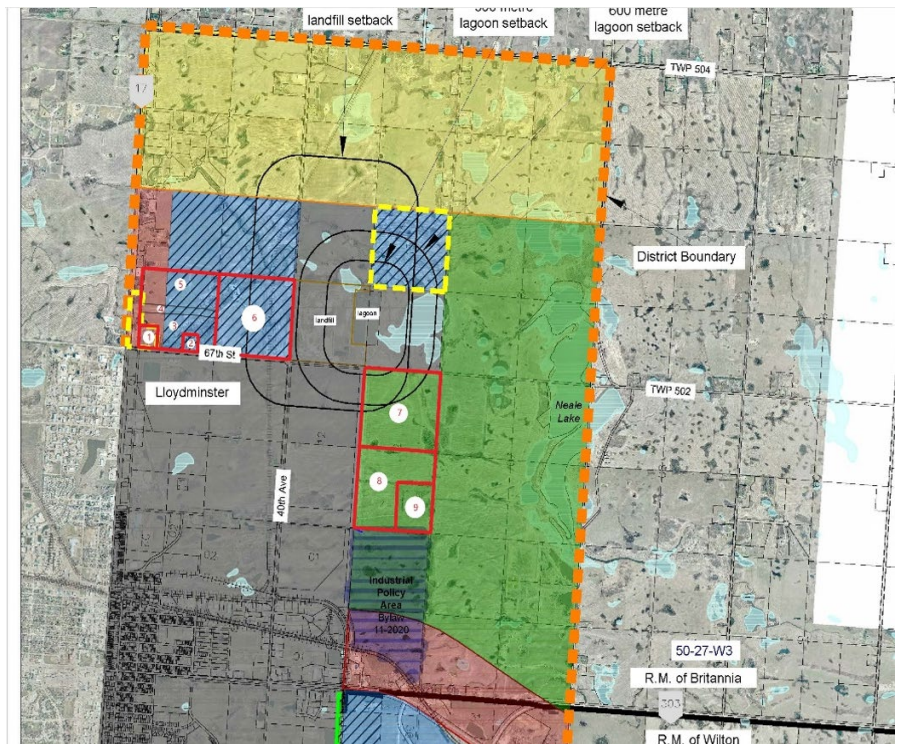 landfill setback
500 metre
lagoon setback
600 metre
lagoon setback
TWP 504
17
District Boundary
5
6
4
3
landfill
lagoon
1
2
67th St
Lloydminster
TWP 502
Neale
Lake
7
8
9
40th Ave
Industrial
Policy
Area
Bylaw
11-2020
50-27-W3
R.M. of Britannia
303
R.M. of Wilton